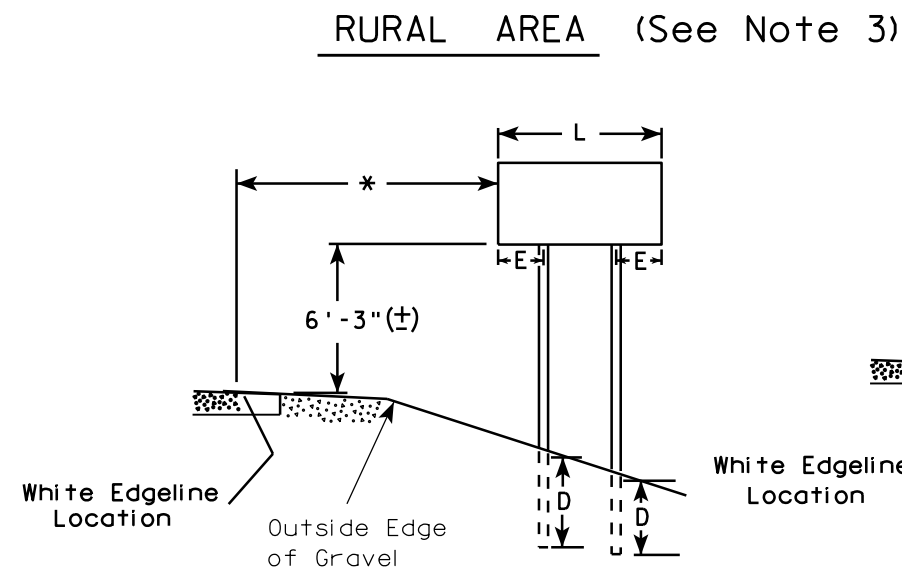 RURAL AREA (See Note 3)
L
*
E E
6'-3"(±)
D
D
White Edgeline
Location
Outside Edge
of Gravel
White Edgeline
Location